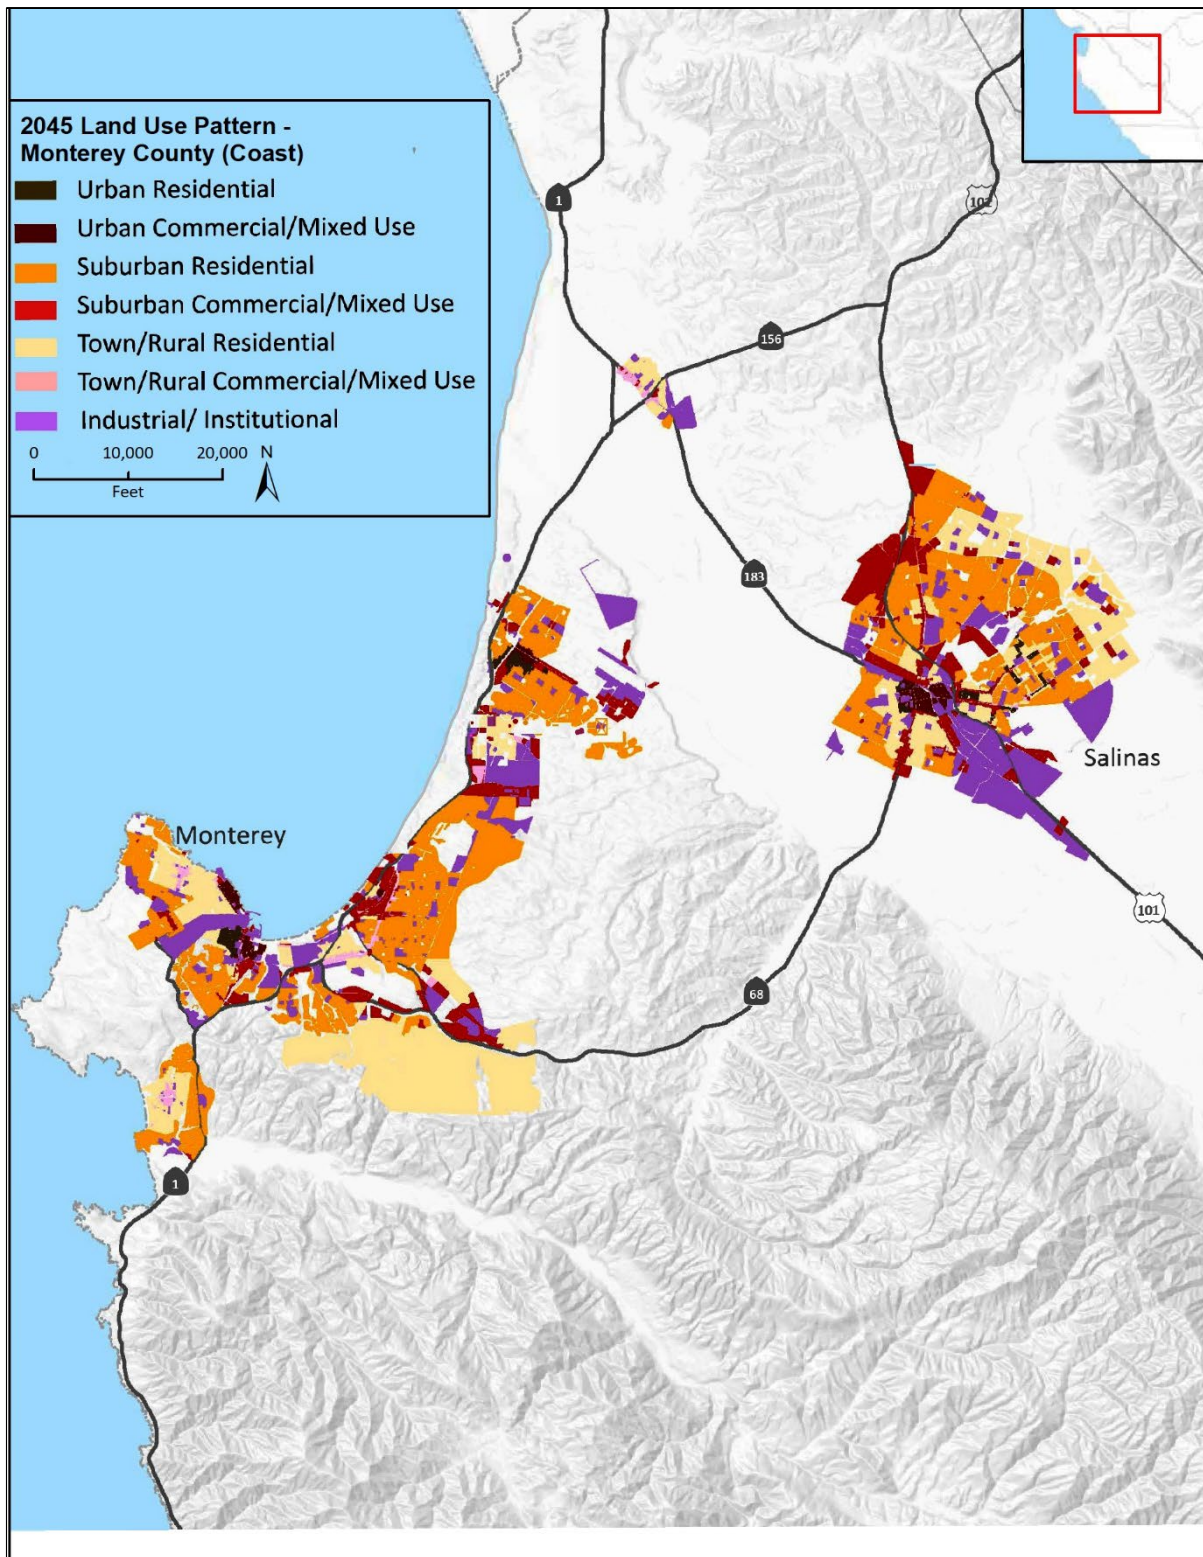 2045 Land Use Pattern -
Monterey County (Coast)
Urban Residential
Urban Commercial/Mixed Use
Suburban Residential
Suburban Commercial/Mixed Use
Town/Rural Residential
Town/Rural Commercial/Mixed Use
Industrial/ Institutional
0 10,000 20,000 N
Feet
1
101
156
183
Salinas
Monterey
101
68
1